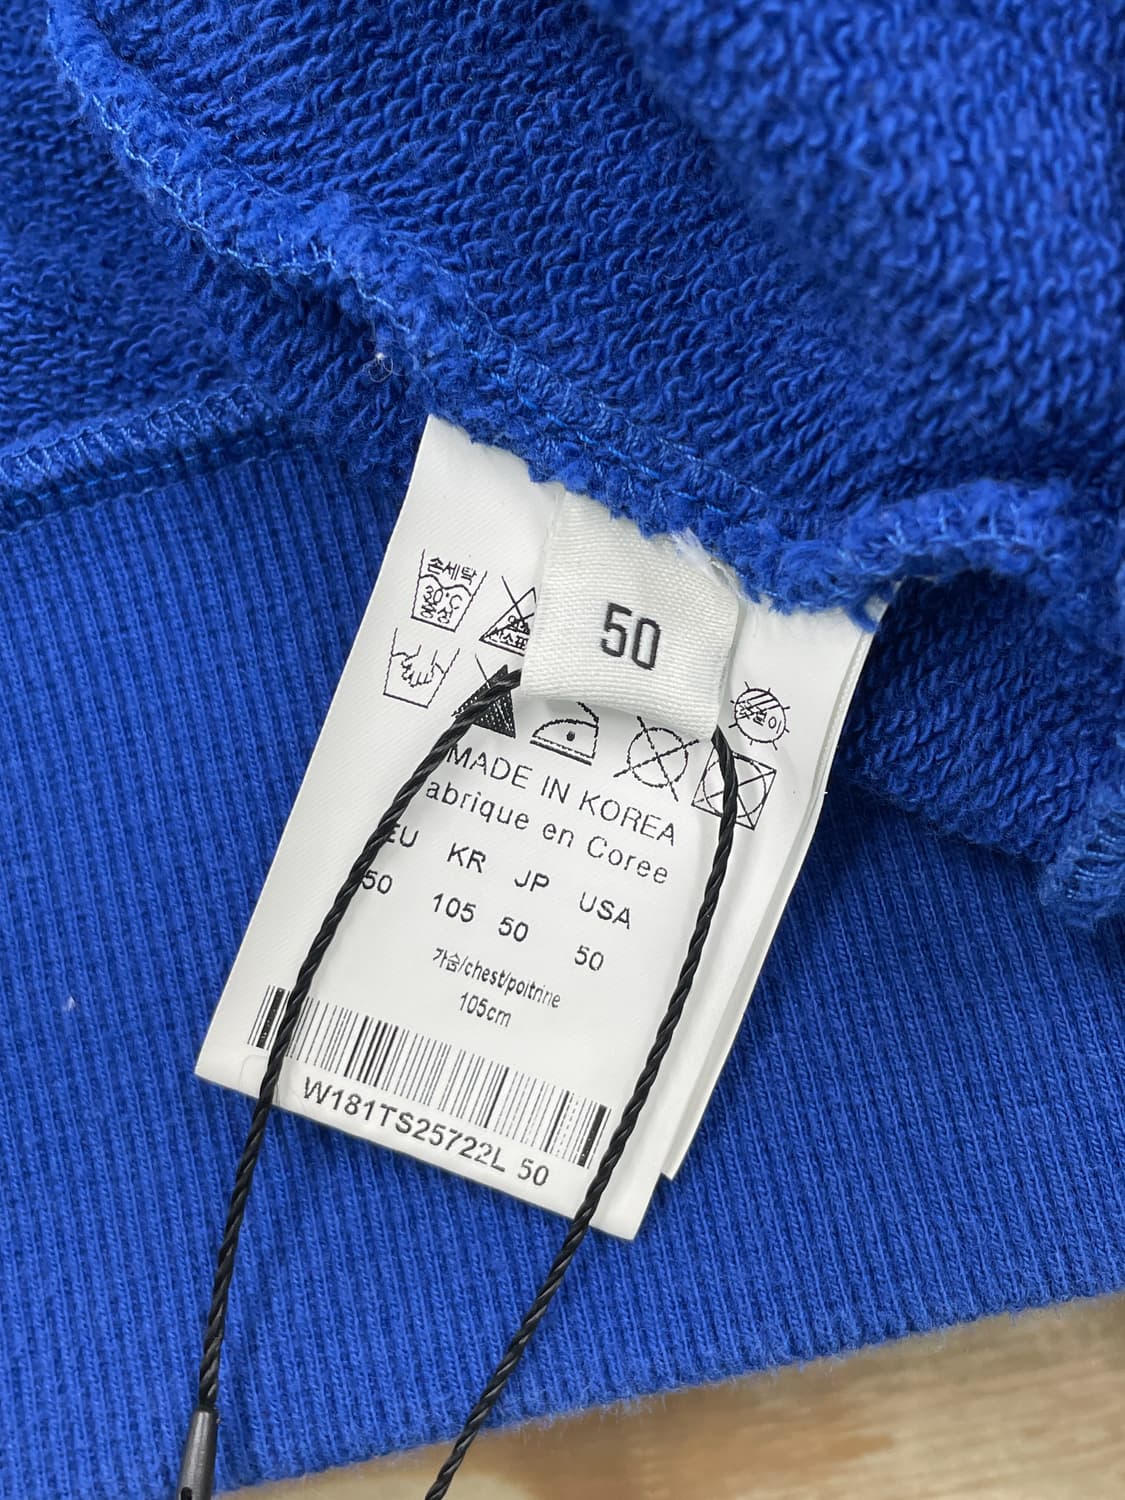 50
손세탁
30°C
중성
MADE IN KOREA
abrique en Coree
EU KR JP USA
50 105 50 50
가슴/chest/poitrine
105cm
W181TS25722L 50